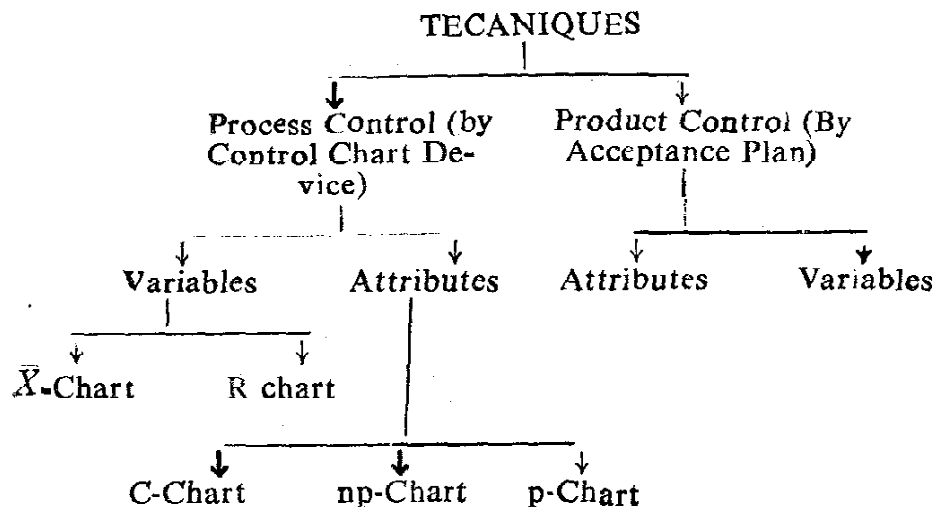 TECANIQUES
Process Control (by
Control Chart De-
vice)
Product Control (By
Acceptance Plan)
Variables
Attributes
Attributes
Variables
X̄-Chart
R chart
C-Chart
np-Chart
p-Chart